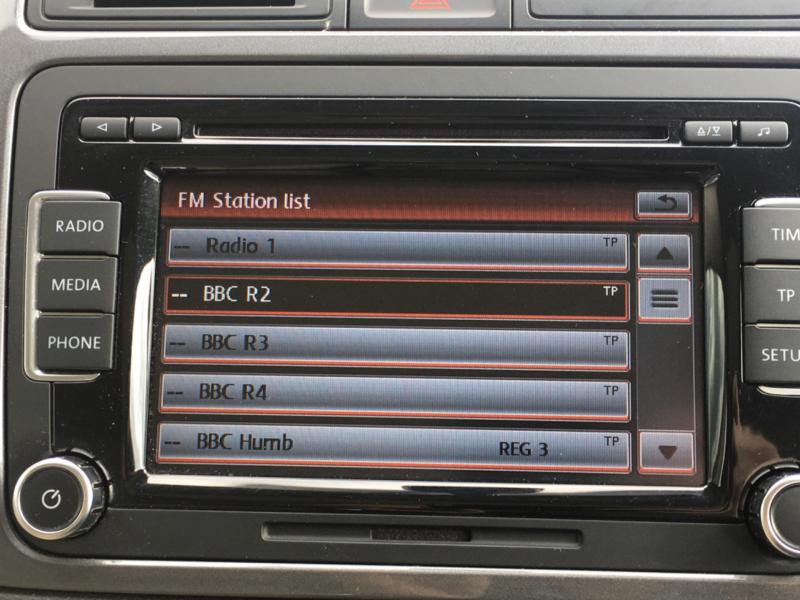 FM Station list
RADIO
-- Radio 1 TP
TIM
MEDIA
-- BBC R2 TP
TP
-- BBC R3 TP
PHONE
SETU
-- BBC R4 TP
-- BBC Humb REG 3 TP